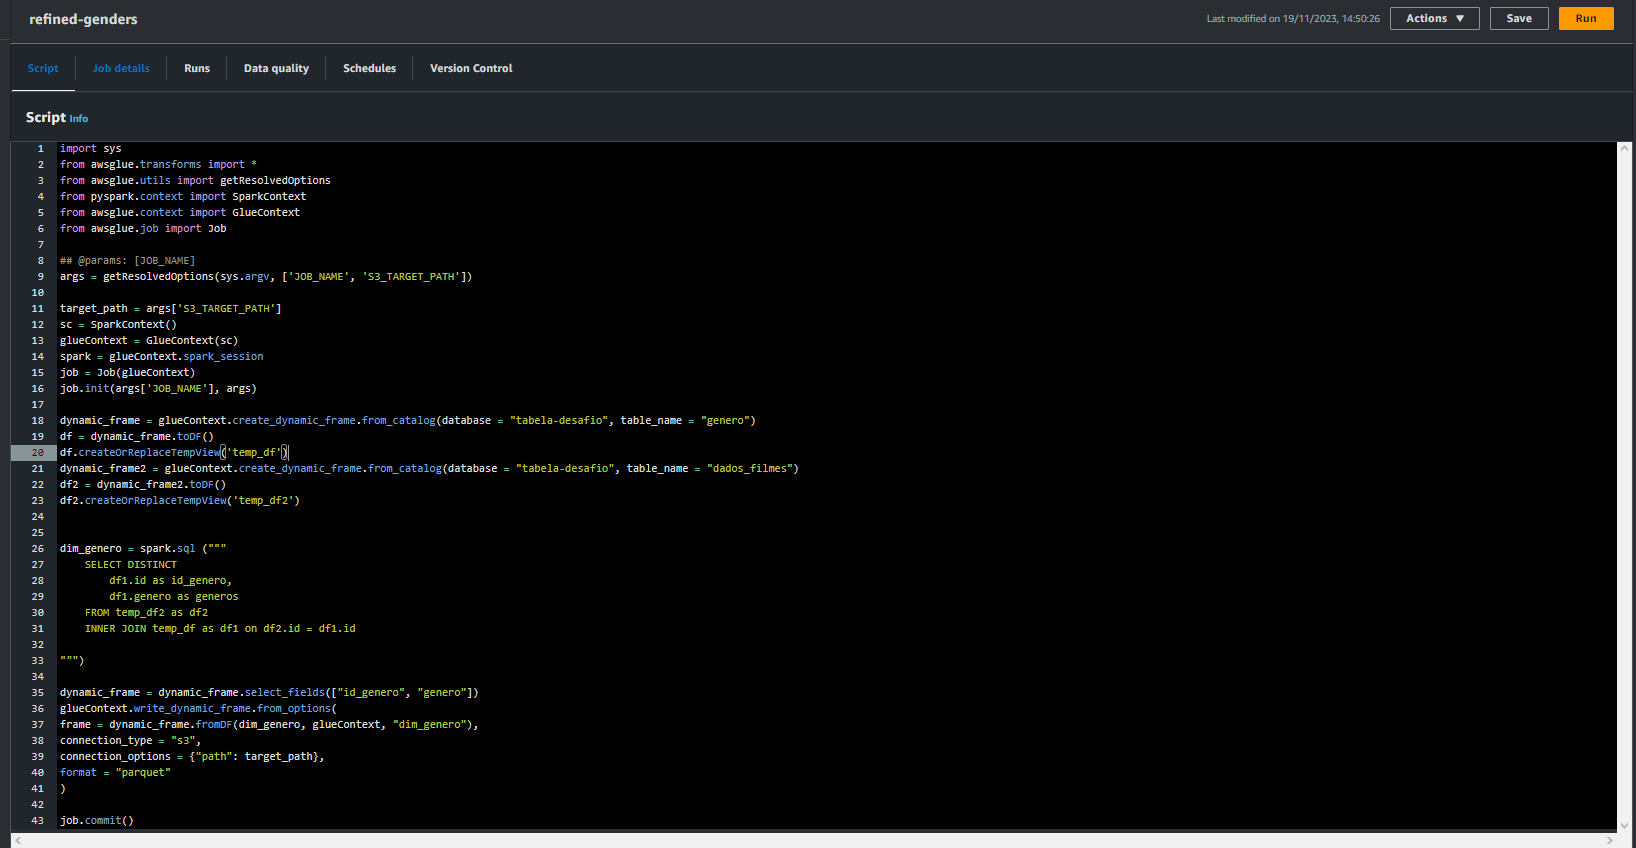 refined-genders
Last modified on 19/11/2023, 14:50:26
Actions ▼
Save
Run
Script
Job details
Runs
Data quality
Schedules
Version Control
Script Info
1 import sys
2 from awsglue.transforms import *
3 from awsglue.utils import getResolvedOptions
4 from pyspark.context import SparkContext
5 from awsglue.context import GlueContext
6 from awsglue.job import Job
7
8 ## @params: [JOB_NAME]
9 args = getResolvedOptions(sys.argv, ['JOB_NAME', 'S3_TARGET_PATH'])
10
11 target_path = args['S3_TARGET_PATH']
12 sc = SparkContext()
13 glueContext = GlueContext(sc)
14 spark = glueContext.spark_session
15 job = Job(glueContext)
16 job.init(args['JOB_NAME'], args)
17
18 dynamic_frame = glueContext.create_dynamic_frame.from_catalog(database = "tabela-desafio", table_name = "genero")
19 df = dynamic_frame.toDF()
20 df.createOrReplaceTempView('temp_df')
21 dynamic_frame2 = glueContext.create_dynamic_frame.from_catalog(database = "tabela-desafio", table_name = "dados_filmes")
22 df2 = dynamic_frame2.toDF()
23 df2.createOrReplaceTempView('temp_df2')
24
25
26 dim_genero = spark.sql ("""
27     SELECT DISTINCT
28         df1.id as id_genero,
29         df1.genero as generos
30     FROM temp_df2 as df2
31     INNER JOIN temp_df as df1 on df2.id = df1.id
32
33 """)
34
35 dynamic_frame = dynamic_frame.select_fields(["id_genero", "genero"])
36 glueContext.write_dynamic_frame.from_options(
37 frame = dynamic_frame.fromDF(dim_genero, glueContext, "dim_genero"),
38 connection_type = "s3",
39 connection_options = {"path": target_path},
40 format = "parquet"
41 )
42
43 job.commit()